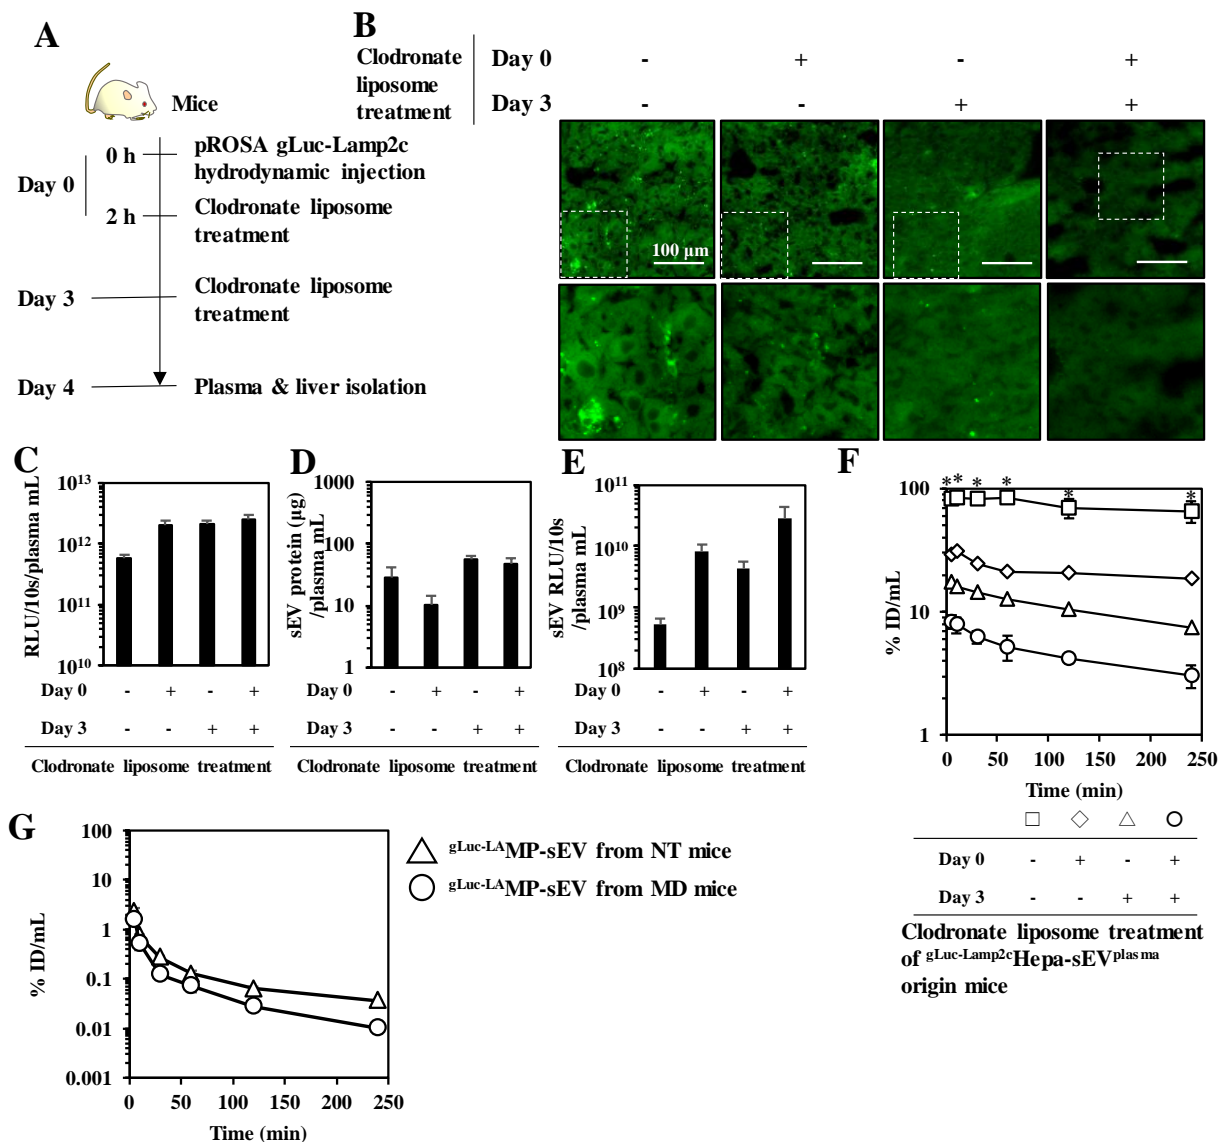 A
Mice
Day 0
0 h
pROSA gLuc-Lamp2c
hydrodynamic injection
2 h
Clodronate liposome
treatment
Day 3
Clodronate liposome
treatment
Day 4
Plasma & liver isolation
B
Clodronate
liposome
treatment
Day 0 - + - +
Day 3 - - + +
100 μm
C
RLU/10s/plasma mL
10¹³
10¹²
10¹¹
10¹⁰
Day 0 - + - +
Day 3 - - + +
Clodronate liposome treatment
D
sEV protein (μg)
/plasma mL
1000
100
10
1
- + - +
- - + +
Clodronate liposome treatment
E
sEV RLU/10s
/plasma mL
10¹¹
10¹⁰
10⁹
10⁸
Day 0 - + - +
Day 3 - - + +
Clodronate liposome treatment
F
% ID/mL
100
10
1
* * * * * *
0 50 100 150 200 250
Time (min)
□ ◇ △ ○
Day 0 - + - +
Day 3 - - + +
Clodronate liposome treatment
of gLuc-Lamp2cHepa-sEVplasma
origin mice
G
% ID/mL
100
10
1
0.1
0.01
0.001
0 50 100 150 200 250
Time (min)
gLuc-LAMP-sEV from NT mice
gLuc-LAMP-sEV from MD mice